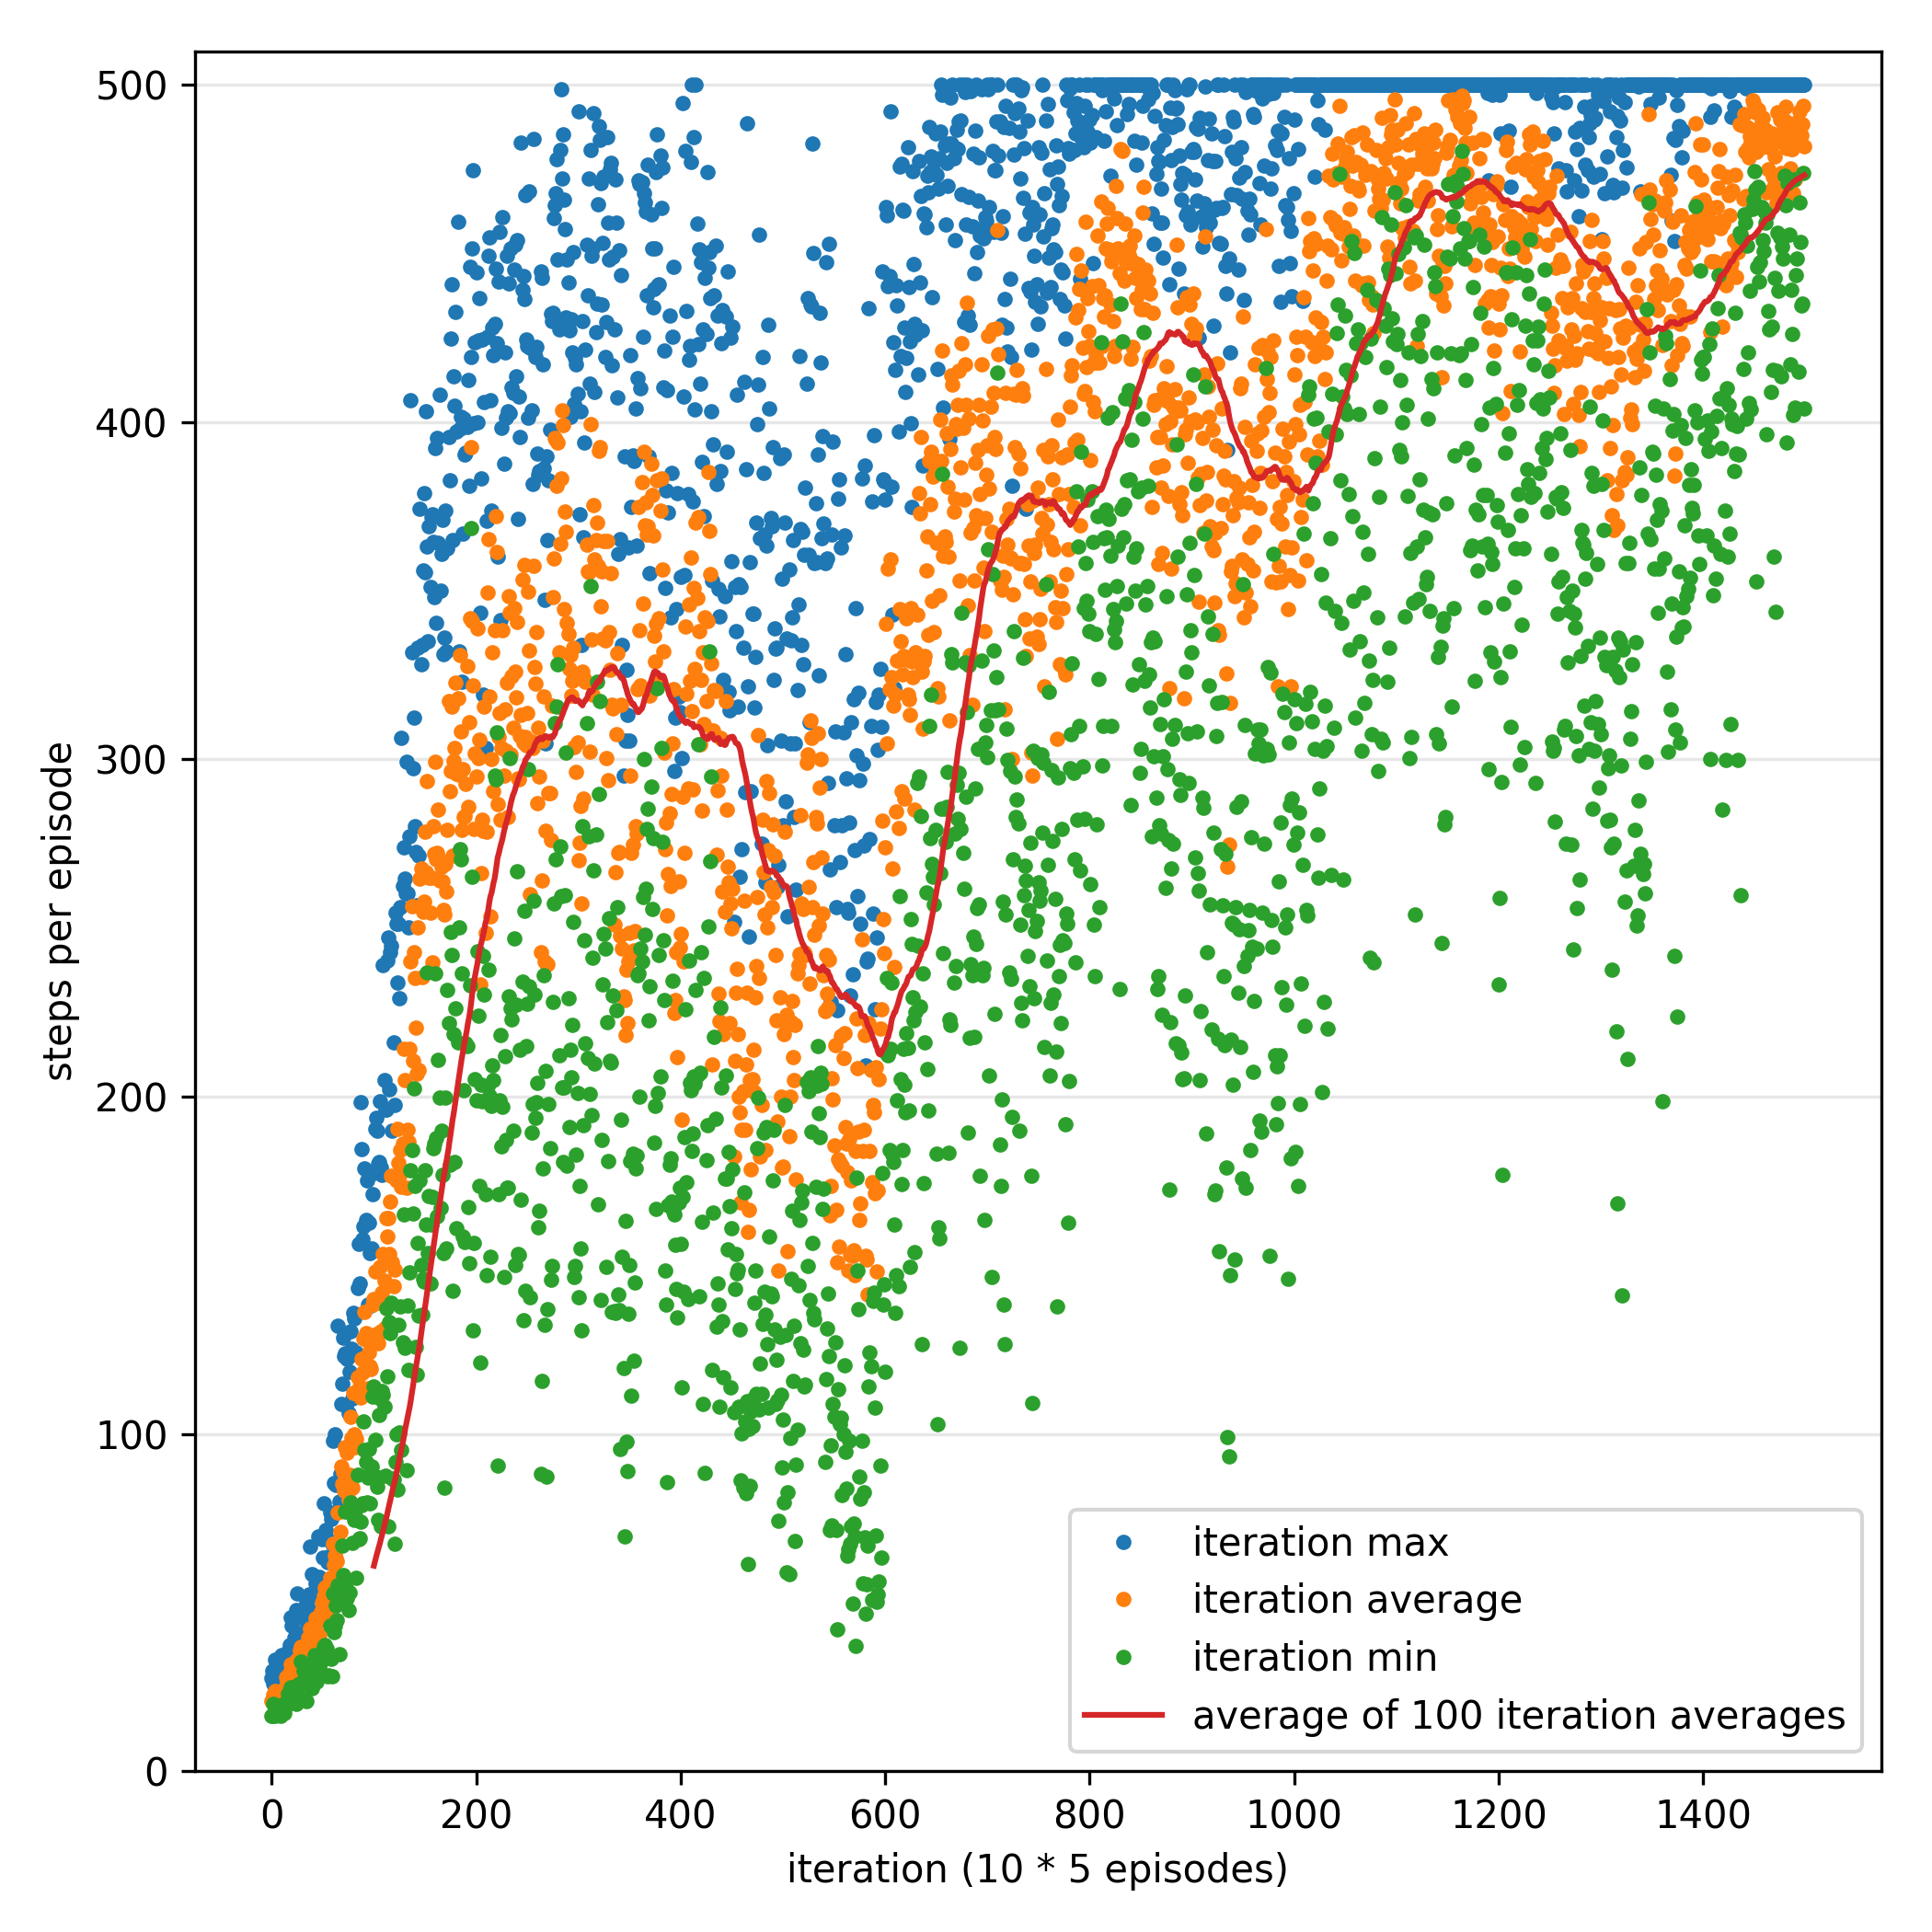 500
400
300
200
100
0
steps per episode
0 200 400 600 800 1000 1200 1400
iteration (10 * 5 episodes)
iteration max
iteration average
iteration min
average of 100 iteration averages